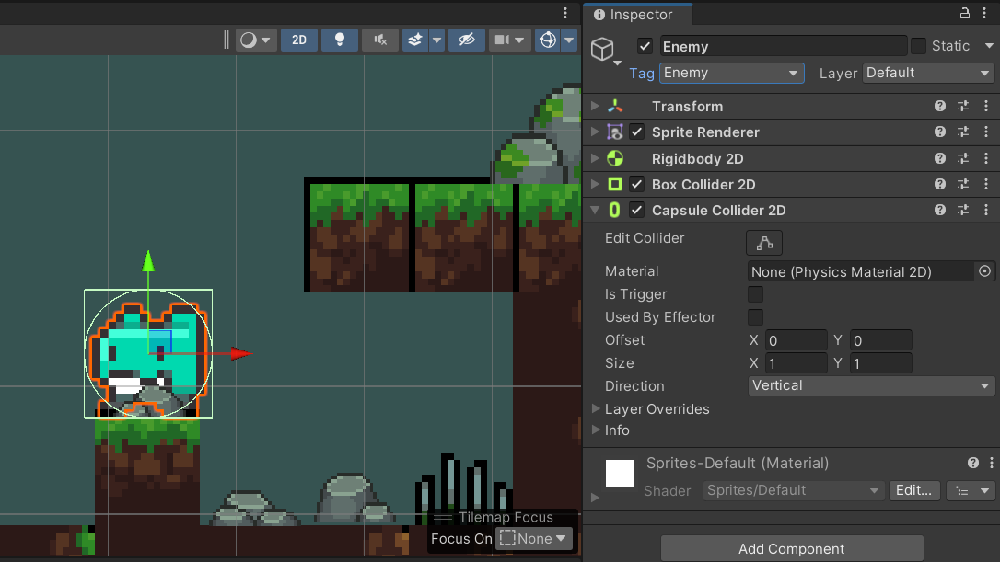 Inspector
2D
Enemy
Static
Tag Enemy Layer Default
Transform
Sprite Renderer
Rigidbody 2D
Box Collider 2D
Capsule Collider 2D
Edit Collider
Material None (Physics Material 2D)
Is Trigger
Used By Effector
Offset X 0 Y 0
Size X 1 Y 1
Direction Vertical
Layer Overrides
Info
Sprites-Default (Material)
Shader Sprites/Default Edit...
Tilemap Focus
Focus On None
Add Component